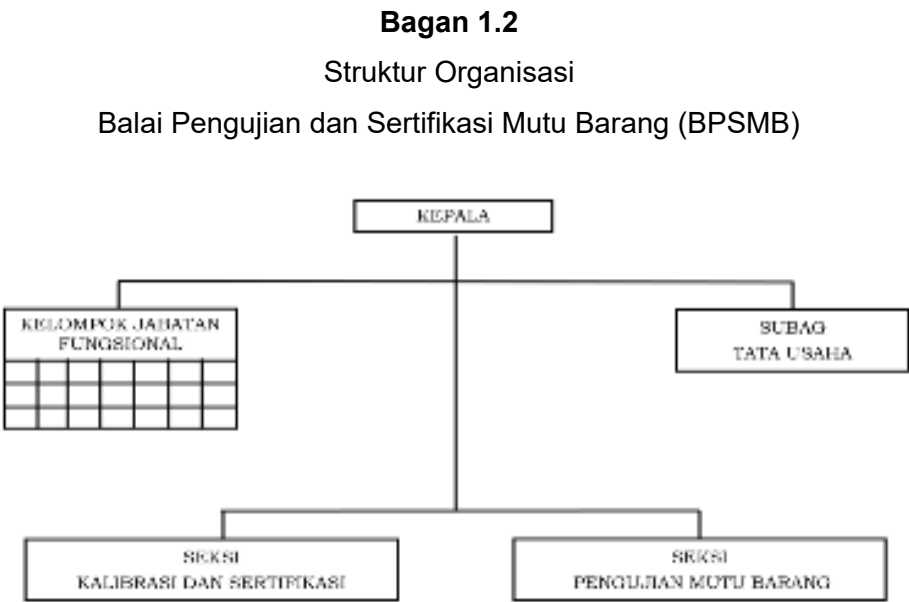 Bagan 1.2
Struktur Organisasi
Balai Pengujian dan Sertifikasi Mutu Barang (BPSMB)
KEPALA
KELOMPOK JABATAN
FUNGSIONAL
SUBAG
TATA USAHA
SEKSI
KALIBRASI DAN SERTIFIKASI
SEKSI
PENGUJIAN MUTU BARANG